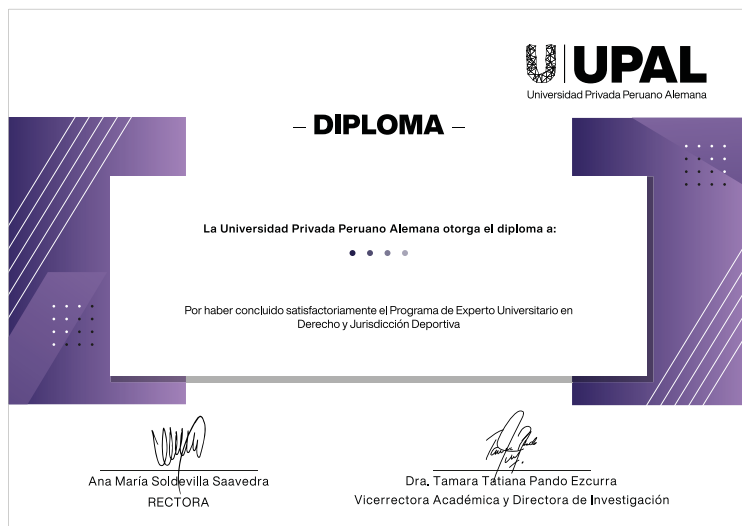 UPAL
Universidad Privada Peruano Alemana
DIPLOMA
La Universidad Privada Peruano Alemana otorga el diploma a:
Por haber concluido satisfactoriamente el Programa de Experto Universitario en
Derecho y Jurisdicción Deportiva
Ana María Soldevilla Saavedra
RECTORA
Dra. Tamara Tatiana Pando Ezcurra
Vicerrectora Académica y Directora de Investigación